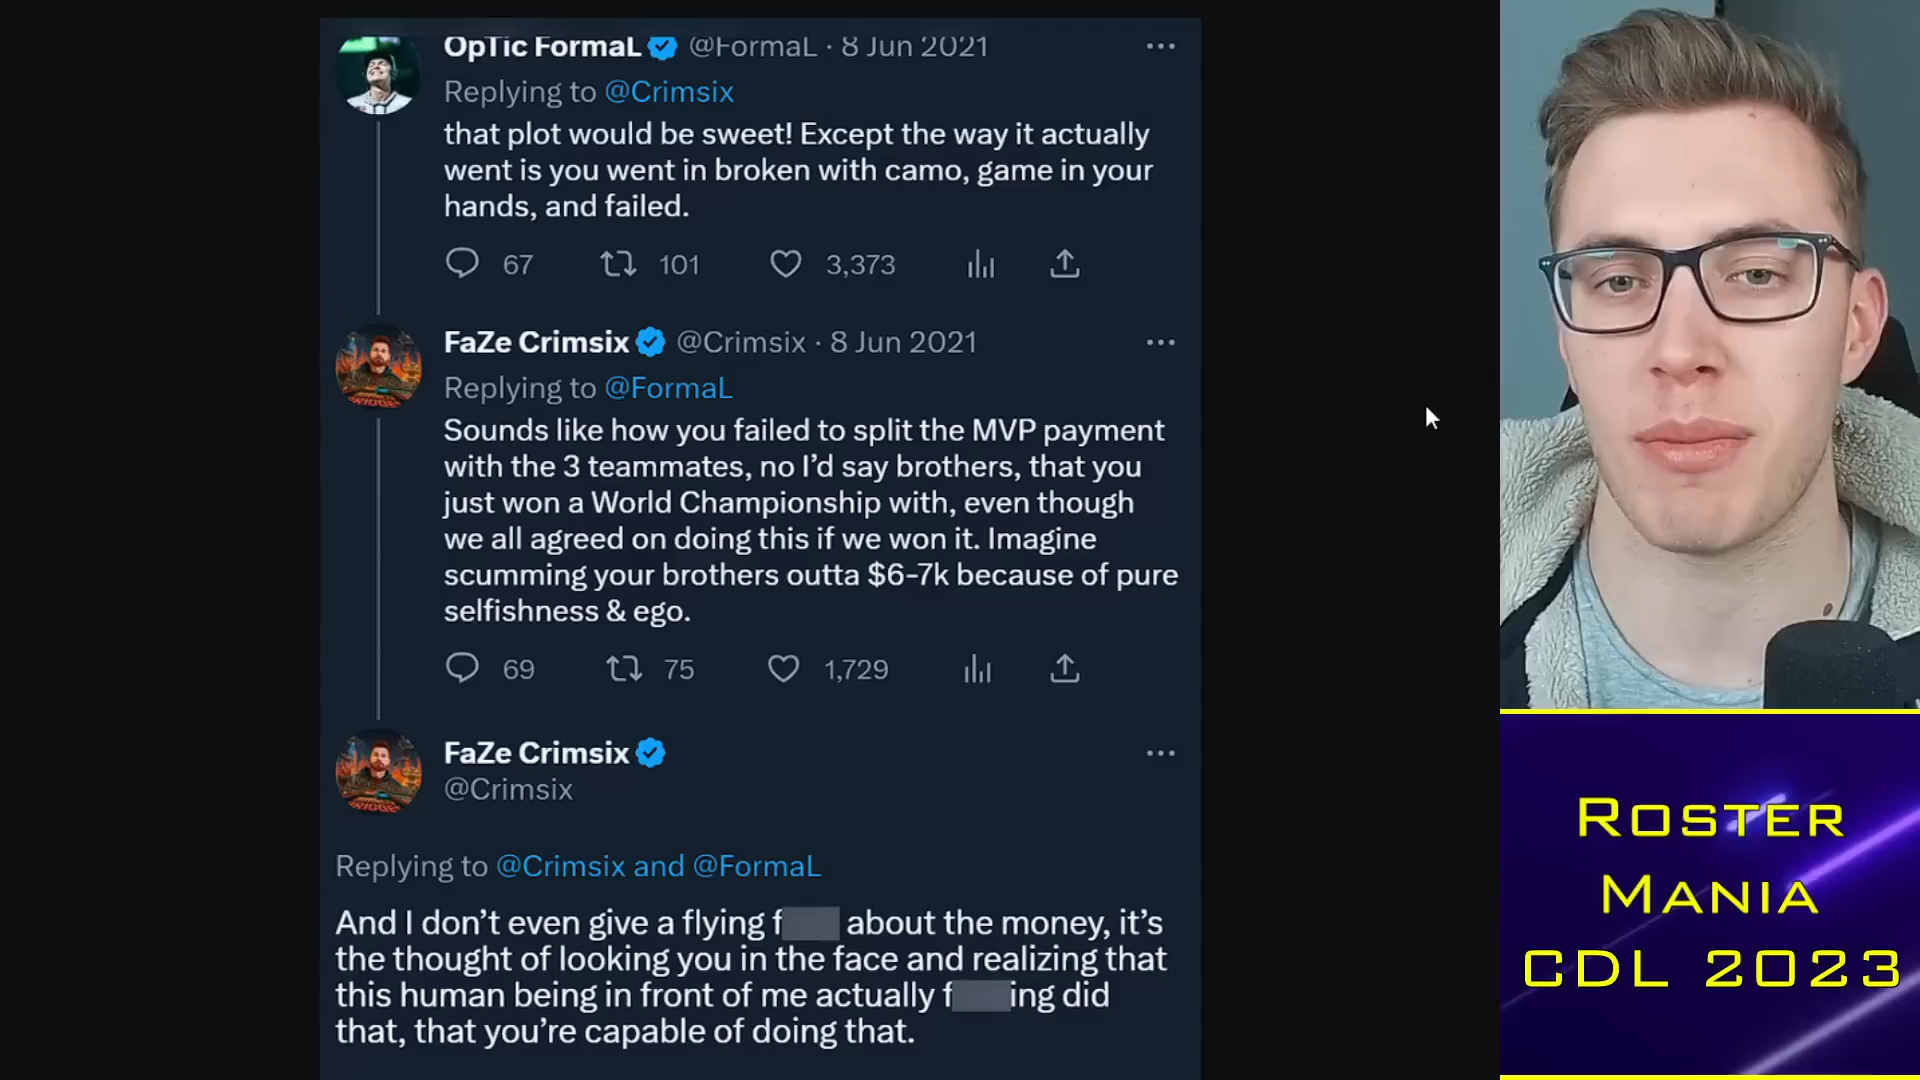 OpTic FormaL @FormaL · 8 Jun 2021
Replying to @Crimsix
that plot would be sweet! Except the way it actually
went is you went in broken with camo, game in your
hands, and failed.
67 101 3,373
FaZe Crimsix @Crimsix · 8 Jun 2021
Replying to @FormaL
Sounds like how you failed to split the MVP payment
with the 3 teammates, no I’d say brothers, that you
just won a World Championship with, even though
we all agreed on doing this if we won it. Imagine
scumming your brothers outta $6-7k because of pure
selfishness & ego.
69 75 1,729
FaZe Crimsix
@Crimsix
Replying to @Crimsix and @FormaL
And I don’t even give a flying f about the money, it’s
the thought of looking you in the face and realizing that
this human being in front of me actually f ing did
that, that you’re capable of doing that.
Roster
Mania
CDL 2023